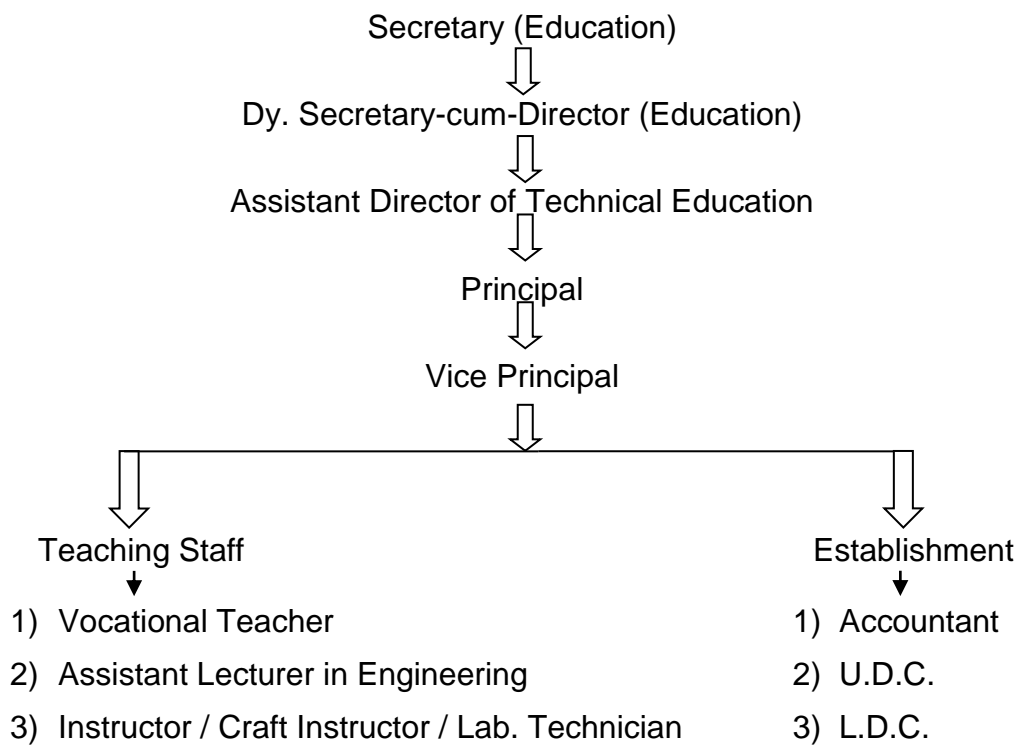 Secretary (Education)
Dy. Secretary-cum-Director (Education)
Assistant Director of Technical Education
Principal
Vice Principal
Teaching Staff
1) Vocational Teacher
2) Assistant Lecturer in Engineering
3) Instructor / Craft Instructor / Lab. Technician
Establishment
1) Accountant
2) U.D.C.
3) L.D.C.